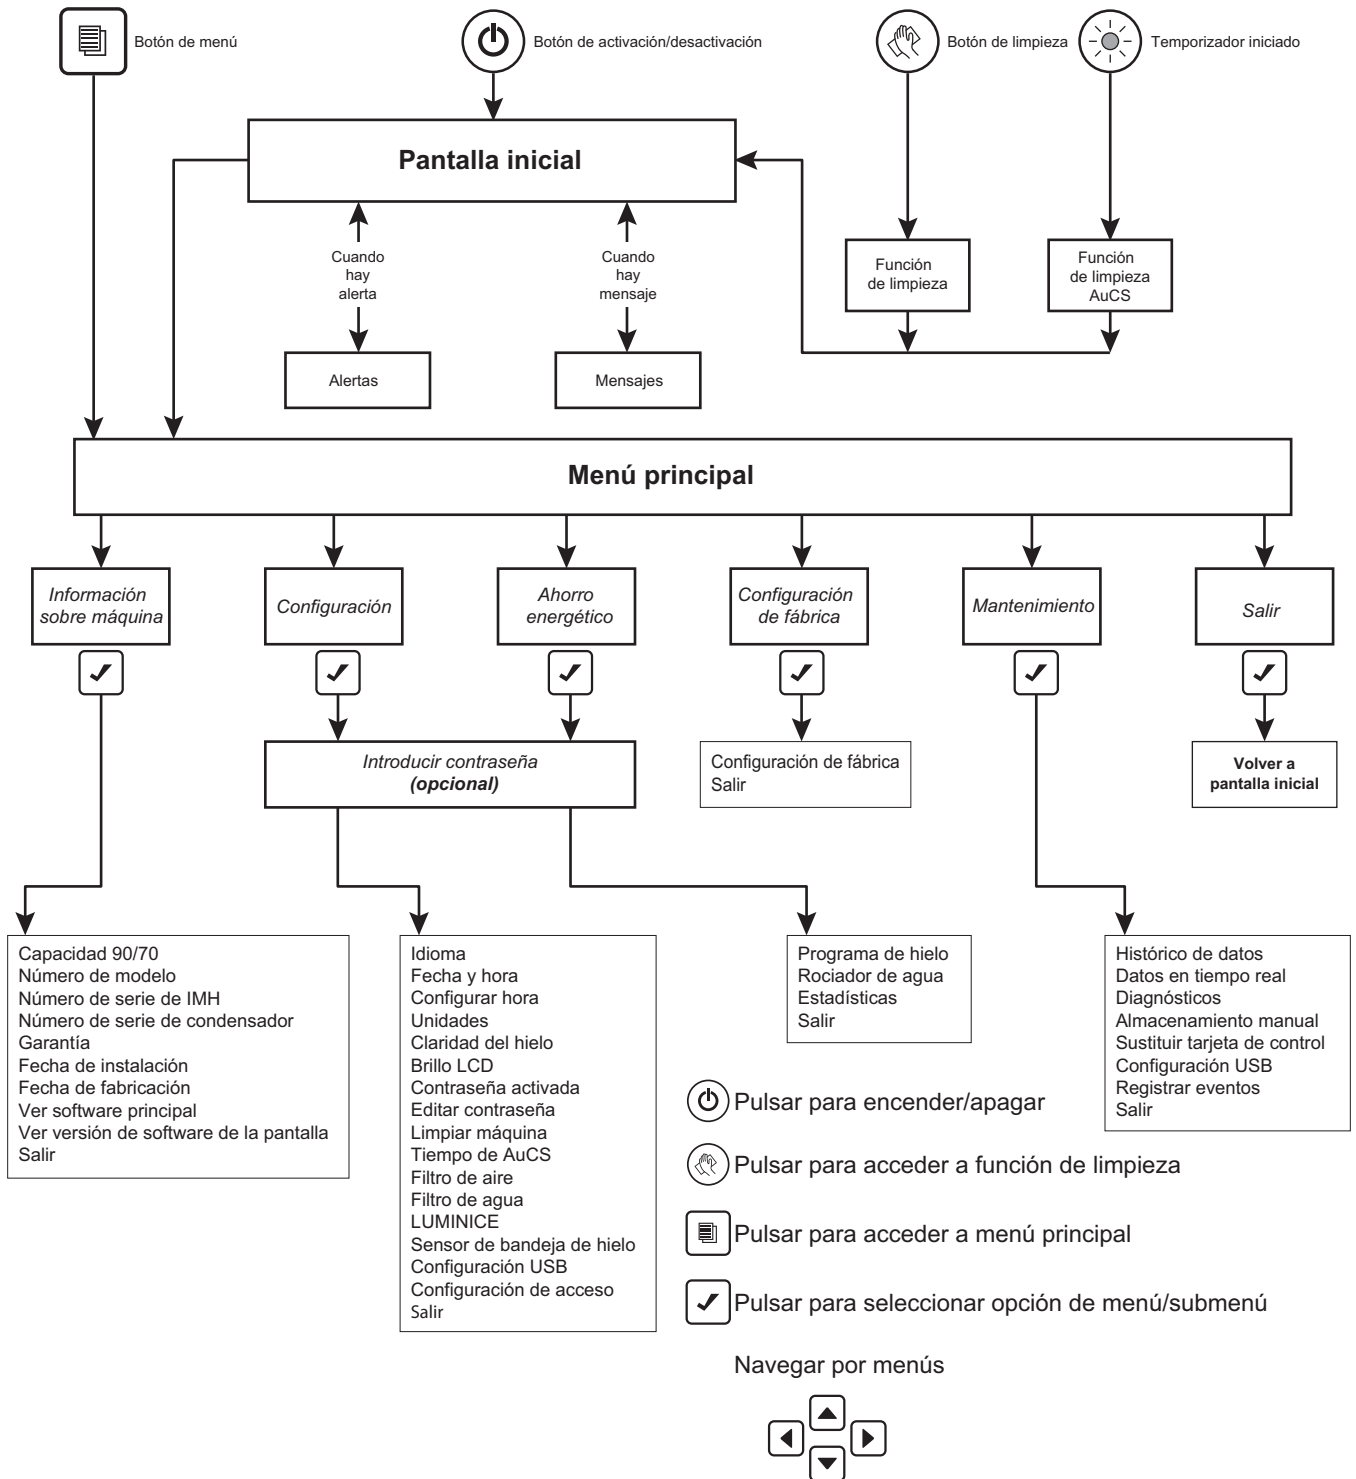 Botón de menú
Botón de activación/desactivación
Botón de limpieza
Temporizador iniciado
Pantalla inicial
Cuando
hay
alerta
Cuando
hay
mensaje
Función
de limpieza
Función
de limpieza
AuCS
Alertas
Mensajes
Menú principal
Información
sobre máquina
Configuración
Ahorro
energético
Configuración
de fábrica
Mantenimiento
Salir
Introducir contraseña
(opcional)
Configuración de fábrica
Salir
Volver a
pantalla inicial
Capacidad 90/70
Número de modelo
Número de serie de IMH
Número de serie de condensador
Garantía
Fecha de instalación
Fecha de fabricación
Ver software principal
Ver versión de software de la pantalla
Salir
Idioma
Fecha y hora
Configurar hora
Unidades
Claridad del hielo
Brillo LCD
Contraseña activada
Editar contraseña
Limpiar máquina
Tiempo de AuCS
Filtro de aire
Filtro de agua
LUMINICE
Sensor de bandeja de hielo
Configuración USB
Configuración de acceso
Salir
Programa de hielo
Rociador de agua
Estadísticas
Salir
Histórico de datos
Datos en tiempo real
Diagnósticos
Almacenamiento manual
Sustituir tarjeta de control
Configuración USB
Registrar eventos
Salir
Pulsar para encender/apagar
Pulsar para acceder a función de limpieza
Pulsar para acceder a menú principal
Pulsar para seleccionar opción de menú/submenú
Navegar por menús